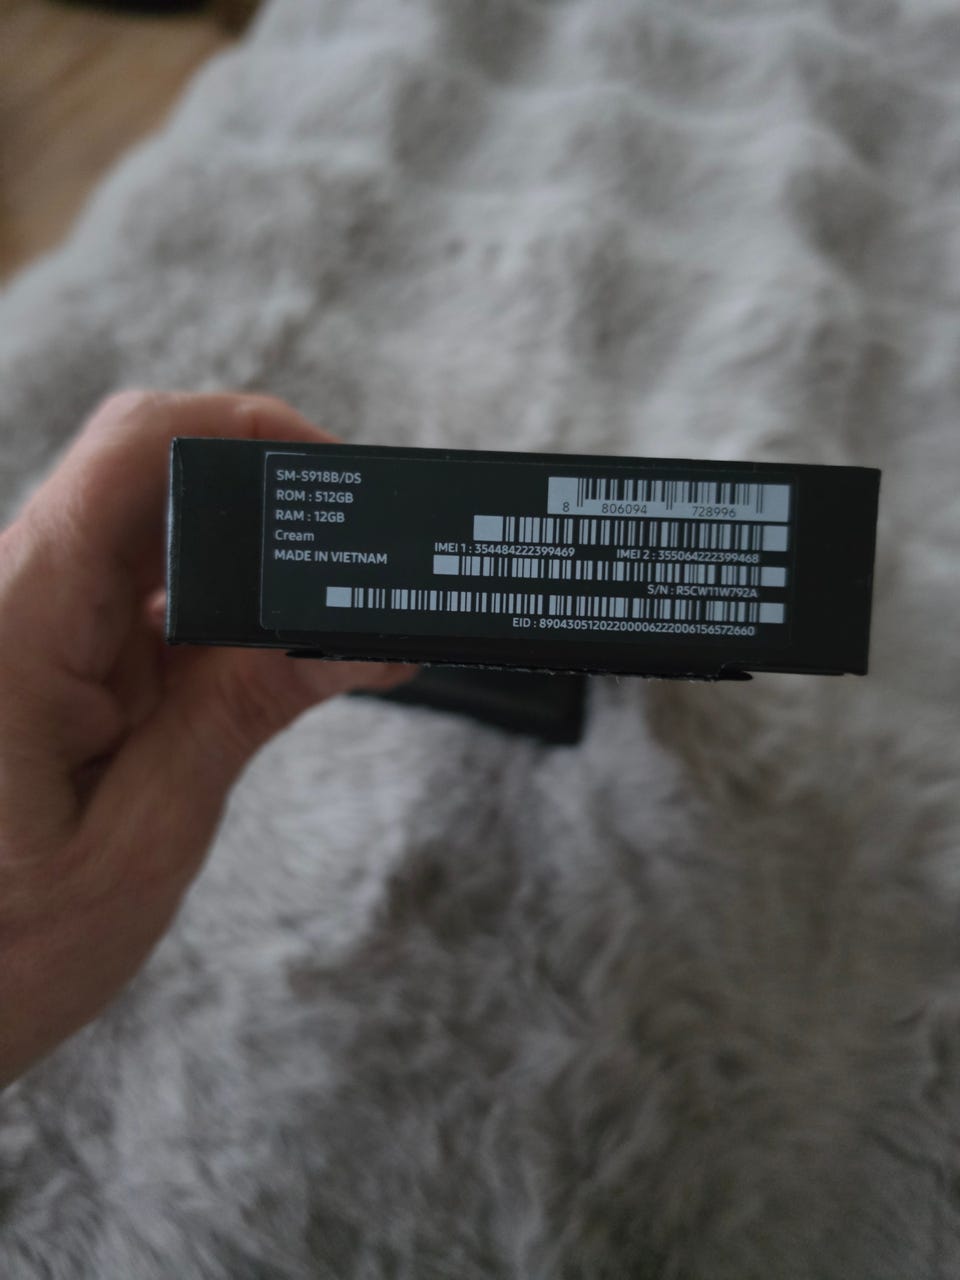 SM-S918B/DS
ROM : 512GB
RAM : 12GB
Cream
MADE IN VIETNAM
8 806094 728996
IMEI 1 : 354484222399469 IMEI 2 : 355064222399468
S/N : R5CW11W792A
EID : 89043051202200006222006156572660